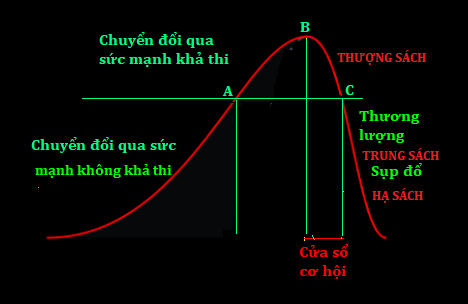 B
Chuyển đổi qua
sức mạnh khả thi
THƯỢNG SÁCH
A
C
Thương
lượng
Chuyển đổi qua sức
mạnh không khả thi
TRUNG SÁCH
Sụp đổ
HẠ SÁCH
Cửa sổ
cơ hội